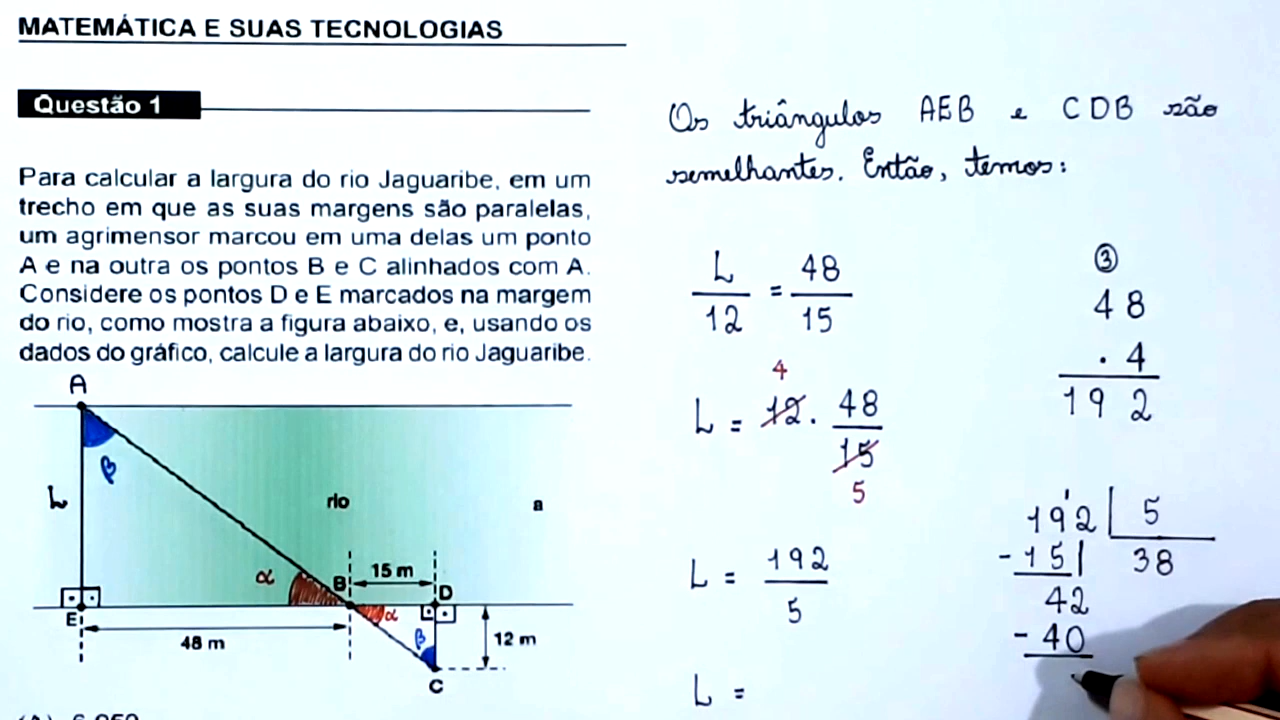 MATEMÁTICA E SUAS TECNOLOGIAS
Questão 1
Para calcular a largura do rio Jaguaribe, em um
trecho em que as suas margens são paralelas,
um agrimensor marcou em uma delas um ponto
A e na outra os pontos B e C alinhados com A.
Considere os pontos D e E marcados na margem
do rio, como mostra a figura abaixo, e, usando os
dados do gráfico, calcule a largura do rio Jaguaribe.
A
β
L
rio
a
α
B
15 m
D
E
α
β
48 m
12 m
C
Os triângulos AEB e CDB são
semelhantes. Então, temos:
L/12 = 48/15
4
L = 12 . 48/15
5
L = 192/5
L =
3
48
. 4
192
1 192 5
- 15 38
42
- 40